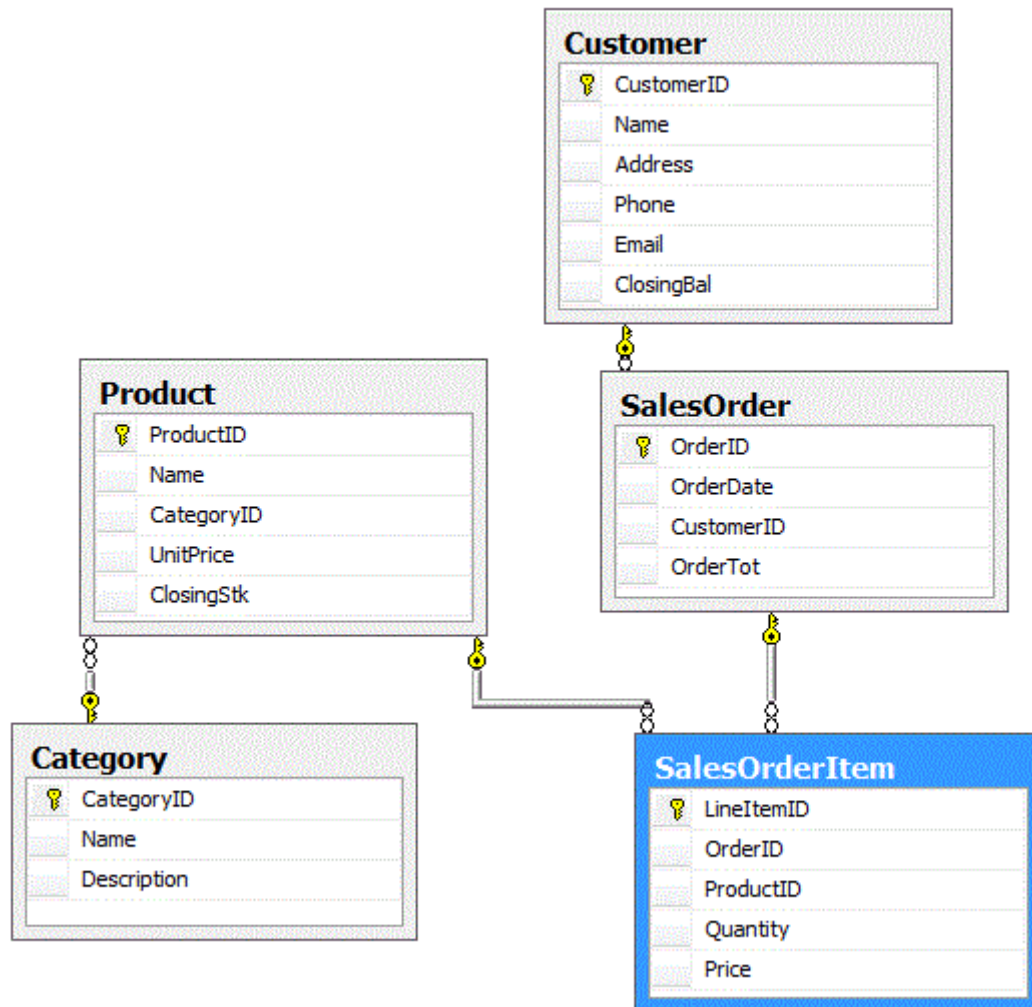 Customer
CustomerID
Name
Address
Phone
Email
ClosingBal
Product
ProductID
Name
CategoryID
UnitPrice
ClosingStk
SalesOrder
OrderID
OrderDate
CustomerID
OrderTot
Category
CategoryID
Name
Description
SalesOrderItem
LineItemID
OrderID
ProductID
Quantity
Price